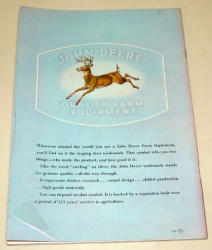 JOHN DEERE
QUALITY FARM
EQUIPMENT
Wherever around the world you see a John Deere Farm Implement,
you'll find on it the leaping deer trademark. That symbol tells you two
things—who made the product, and how good it is.
Like the word "sterling" on silver, the John Deere trademark stands
for genuine quality—all the way through.
It represents tireless research . . . sound design . . . skilled production
. . . high-grade materials.
You can depend on that symbol. It is backed by a reputation built over
a period of 115 years' service to agriculture.